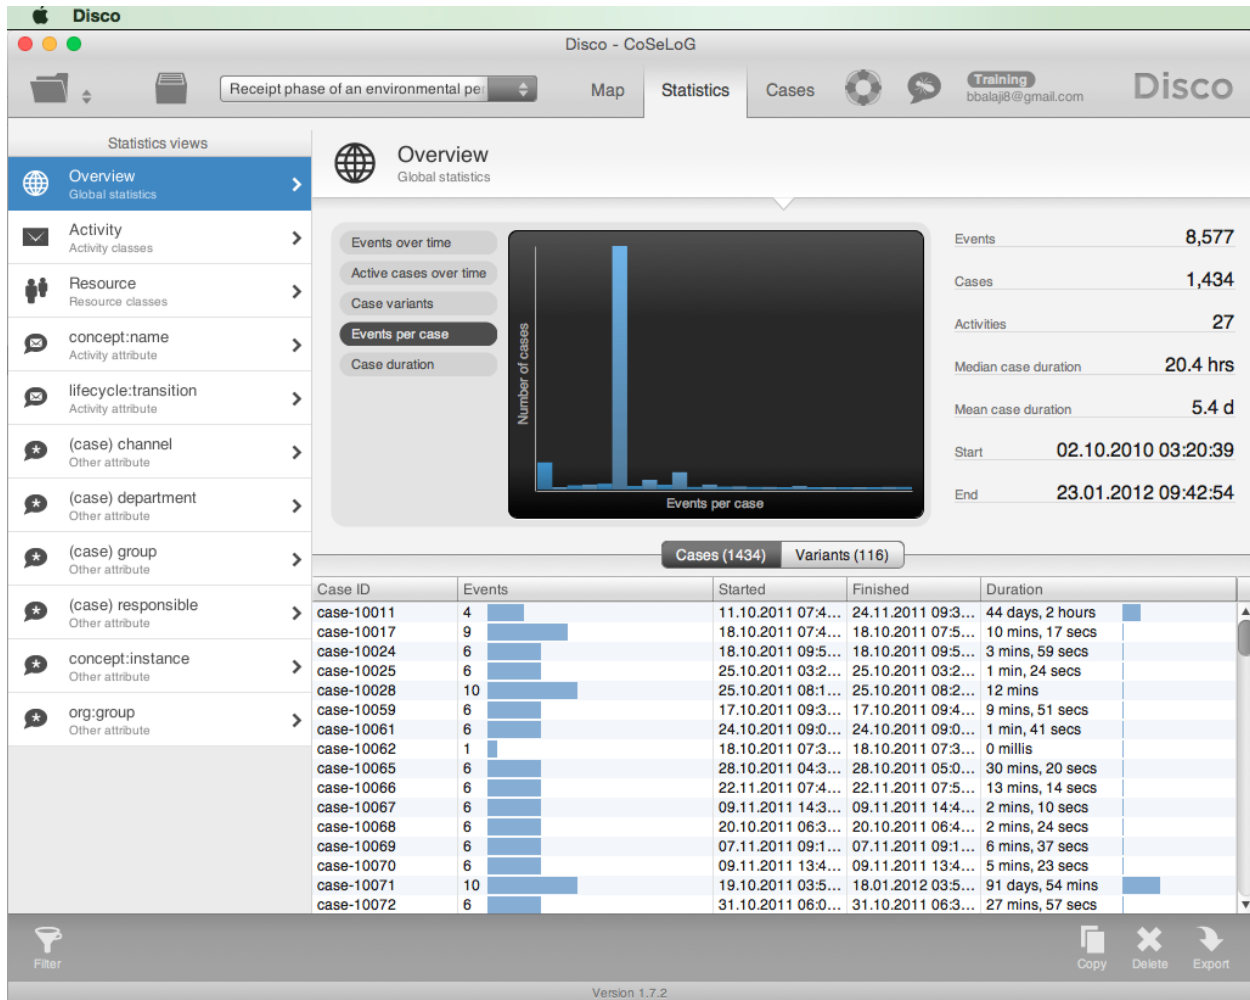 Disco
Disco - CoSeLoG
Receipt phase of an environmental per
Map
Statistics
Cases
Training
bbalaji8@gmail.com
Disco
Statistics views
Overview
Global statistics
Activity
Activity classes
Resource
Resource classes
concept:name
Activity attribute
lifecycle:transition
Activity attribute
(case) channel
Other attribute
(case) department
Other attribute
(case) group
Other attribute
(case) responsible
Other attribute
concept:instance
Other attribute
org:group
Other attribute
Overview
Global statistics
Events over time
Active cases over time
Case variants
Events per case
Case duration
Number of cases
Events per case
Events 8,577
Cases 1,434
Activities 27
Median case duration 20.4 hrs
Mean case duration 5.4 d
Start 02.10.2010 03:20:39
End 23.01.2012 09:42:54
Cases (1434) Variants (116)
Case ID Events Started Finished Duration
case-10011 4 11.10.2011 07:4... 24.11.2011 09:3... 44 days, 2 hours
case-10017 9 18.10.2011 07:4... 18.10.2011 07:5... 10 mins, 17 secs
case-10024 6 18.10.2011 09:5... 18.10.2011 09:5... 3 mins, 59 secs
case-10025 6 25.10.2011 03:2... 25.10.2011 03:2... 1 min, 24 secs
case-10028 10 25.10.2011 08:1... 25.10.2011 08:2... 12 mins
case-10059 6 17.10.2011 09:3... 17.10.2011 09:4... 9 mins, 51 secs
case-10061 6 24.10.2011 09:0... 24.10.2011 09:0... 1 min, 41 secs
case-10062 1 18.10.2011 07:3... 18.10.2011 07:3... 0 millis
case-10065 6 28.10.2011 04:3... 28.10.2011 05:0... 30 mins, 20 secs
case-10066 6 22.11.2011 07:4... 22.11.2011 07:5... 13 mins, 14 secs
case-10067 6 09.11.2011 14:3... 09.11.2011 14:4... 2 mins, 10 secs
case-10068 6 20.10.2011 06:3... 20.10.2011 06:4... 2 mins, 24 secs
case-10069 6 07.11.2011 09:1... 07.11.2011 09:1... 6 mins, 37 secs
case-10070 6 09.11.2011 13:4... 09.11.2011 13:4... 5 mins, 23 secs
case-10071 10 19.10.2011 03:5... 18.01.2012 03:5... 91 days, 54 mins
case-10072 6 31.10.2011 06:0... 31.10.2011 06:3... 27 mins, 57 secs
Filter
Copy
Delete
Export
Version 1.7.2